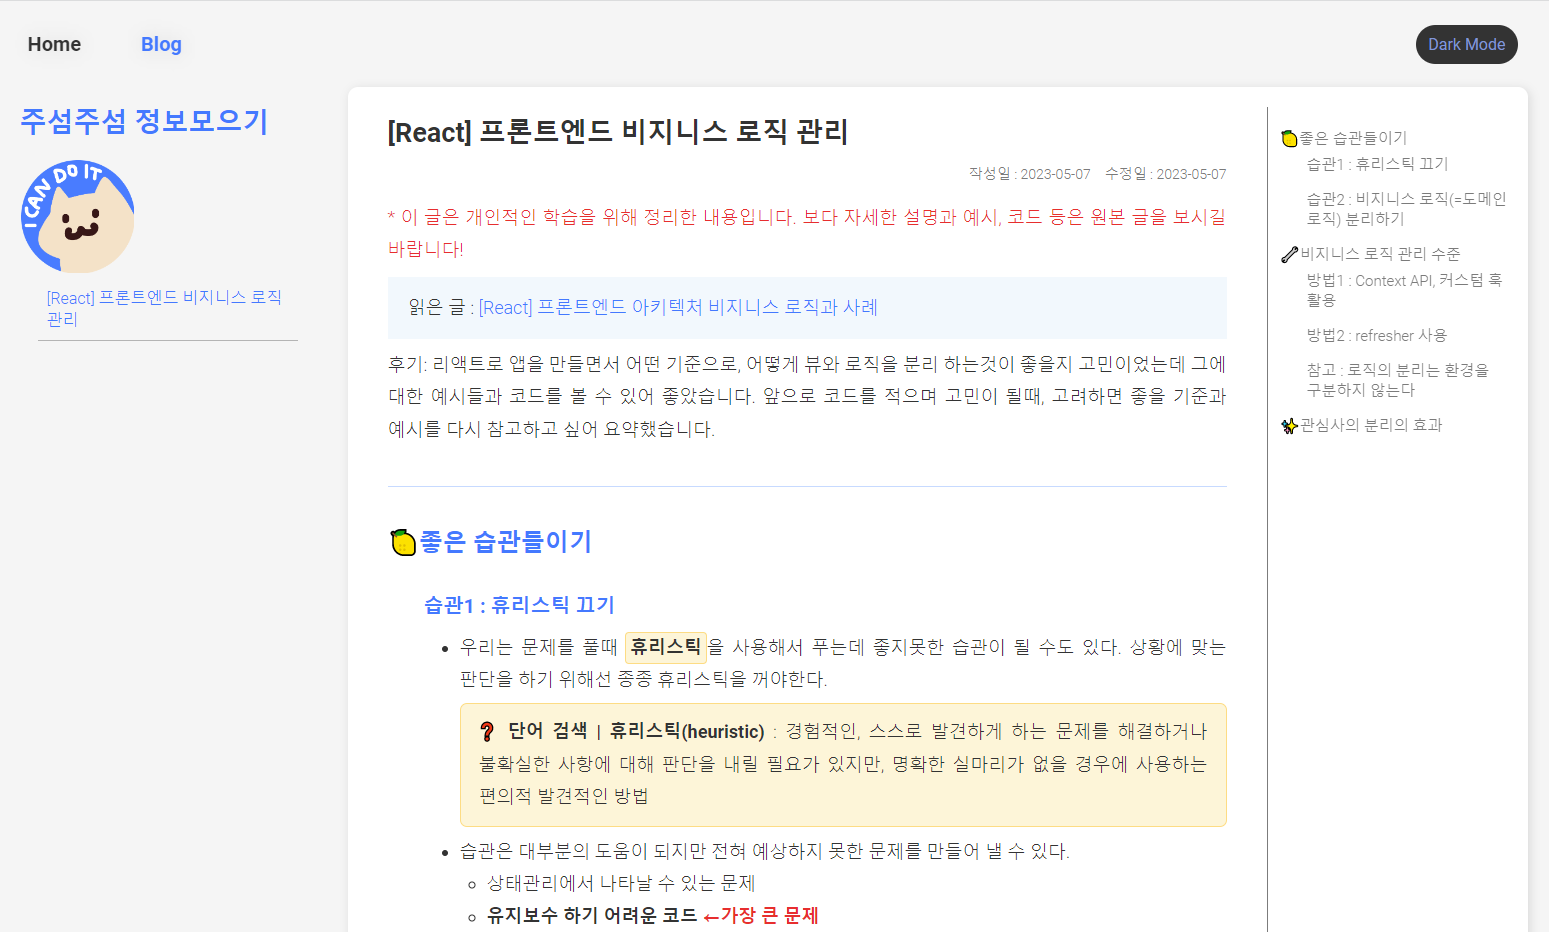 Home
Blog
Dark Mode
주섬주섬 정보모으기
I CAN DO IT
[React] 프론트엔드 비지니스 로직
관리
[React] 프론트엔드 비지니스 로직 관리
작성일 : 2023-05-07 수정일 : 2023-05-07
* 이 글은 개인적인 학습을 위해 정리한 내용입니다. 보다 자세한 설명과 예시, 코드 등은 원본 글을 보시길
바랍니다!
읽은 글 : [React] 프론트엔드 아키텍처 비지니스 로직과 사례
후기: 리액트로 앱을 만들면서 어떤 기준으로, 어떻게 뷰와 로직을 분리 하는것이 좋을지 고민이었는데 그에
대한 예시들과 코드를 볼 수 있어 좋았습니다. 앞으로 코드를 적으며 고민이 될때, 고려하면 좋을 기준과
예시를 다시 참고하고 싶어 요약했습니다.
🍋좋은 습관들이기
습관1 : 휴리스틱 끄기
• 우리는 문제를 풀때 휴리스틱을 사용해서 푸는데 좋지못한 습관이 될 수도 있다. 상황에 맞는
판단을 하기 위해선 종종 휴리스틱을 꺼야한다.
❓ 단어 검색 | 휴리스틱(heuristic) : 경험적인, 스스로 발견하게 하는 문제를 해결하거나
불확실한 사항에 대해 판단을 내릴 필요가 있지만, 명확한 실마리가 없을 경우에 사용하는
편의적 발견적인 방법
• 습관은 대부분의 도움이 되지만 전혀 예상하지 못한 문제를 만들어 낼 수 있다.
◦ 상태관리에서 나타날 수 있는 문제
◦ 유지보수 하기 어려운 코드 ←가장 큰 문제
🍋좋은 습관들이기
습관1 : 휴리스틱 끄기
습관2 : 비지니스 로직(=도메인
로직) 분리하기
🦴비지니스 로직 관리 수준
방법1 : Context API, 커스텀 훅
활용
방법2 : refresher 사용
참고 : 로직의 분리는 환경을
구분하지 않는다
✨관심사의 분리의 효과